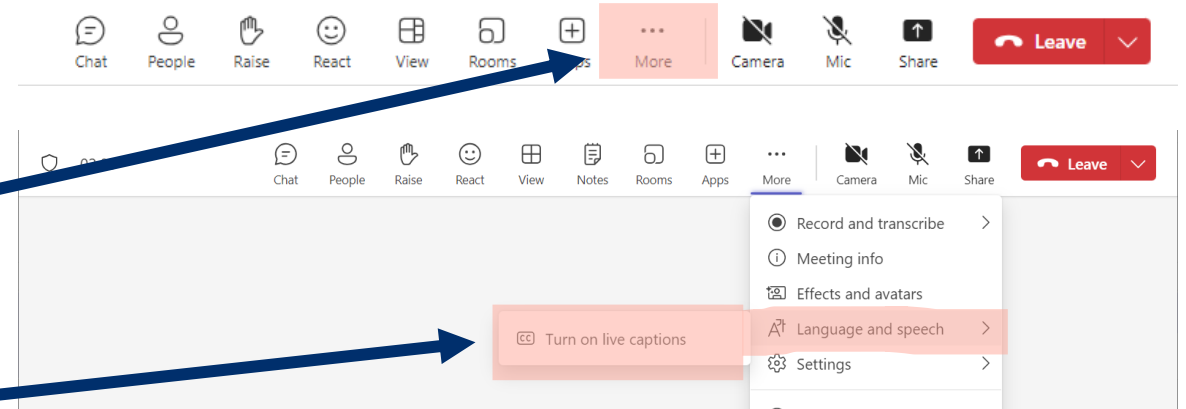 Chat People Raise React View Rooms More Camera Mic Share Leave
Chat People Raise React View Notes Rooms Apps More Camera Mic Share Leave
Record and transcribe
Meeting info
Effects and avatars
Language and speech
Turn on live captions
Settings